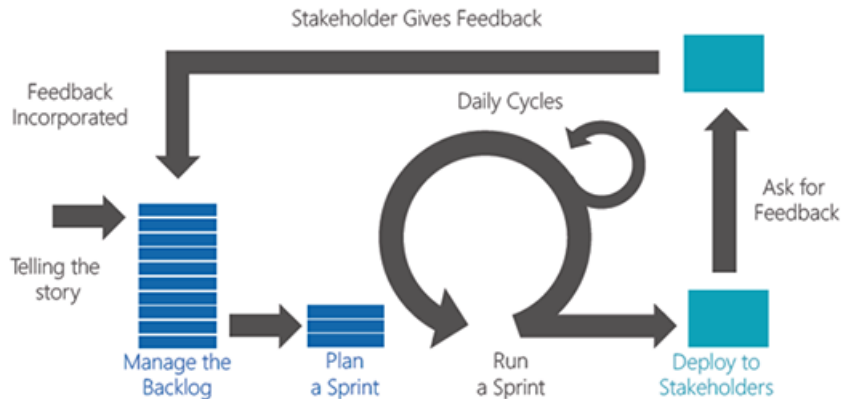 Stakeholder Gives Feedback
Feedback
Incorporated
Daily Cycles
Ask for
Feedback
Telling the
story
Manage the
Backlog
Plan
a Sprint
Run
a Sprint
Deploy to
Stakeholders